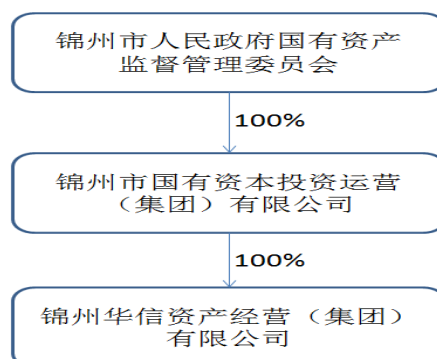 锦州市人民政府国有资产
监督管理委员会
100%
锦州市国有资本投资运营
（集团）有限公司
100%
锦州华信资产经营（集团）
有限公司